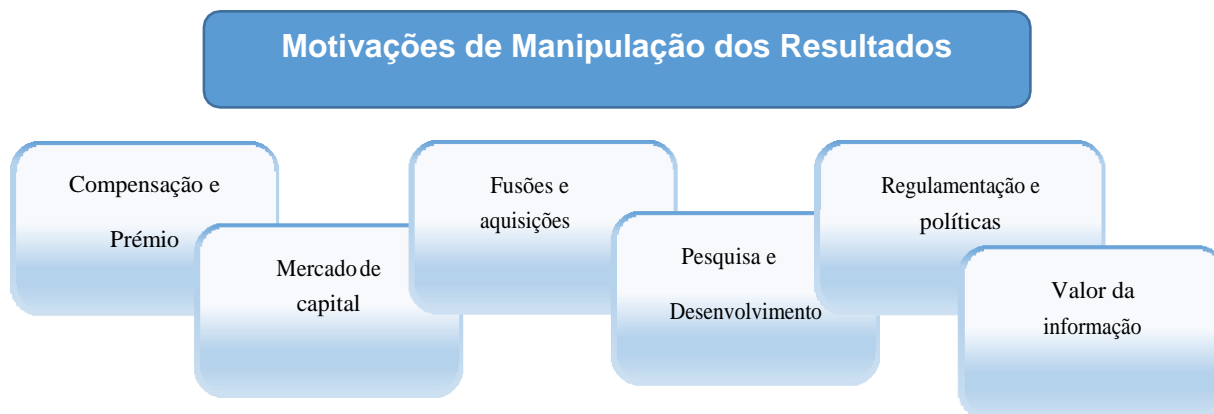 Motivações de Manipulação dos Resultados
Compensação e
Prémio
Mercado de
capital
Fusões e
aquisições
Pesquisa e
Desenvolvimento
Regulamentação e
políticas
Valor da
informação